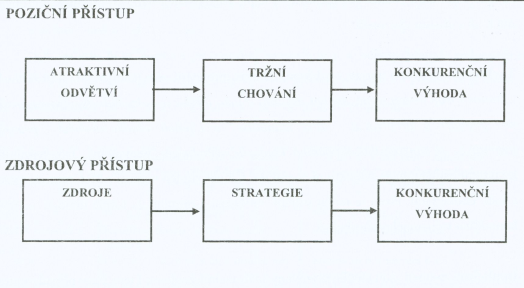 POZIČNÍ PŘÍSTUP
ATRAKTIVNÍ
ODVĚTVÍ
TRŽNÍ
CHOVÁNÍ
KONKURENČNÍ
VÝHODA
ZDROJOVÝ PŘÍSTUP
ZDROJE
STRATEGIE
KONKURENČNÍ
VÝHODA